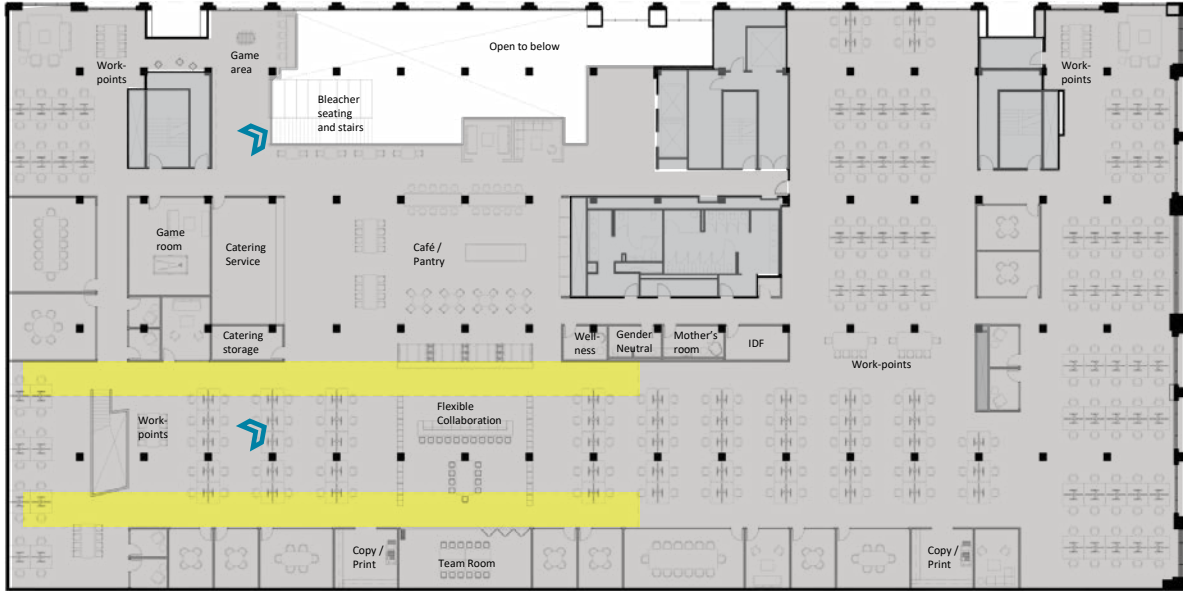 Open to below
Game
area
Work-
points
Work-
points
Bleacher
seating
and stairs
Game
room
Catering
Service
Café /
Pantry
Catering
storage
Well-
ness
Gender
Neutral
Mother's
room
IDF
Work-points
Work-
points
Flexible
Collaboration
Copy /
Print
Team Room
Copy /
Print